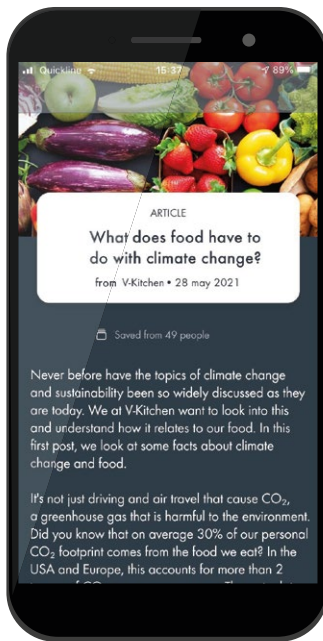 Quickline 15:37 89%
ARTICLE
What does food have to
do with climate change?
from V-Kitchen • 28 may 2021
Saved from 49 people
Never before have the topics of climate change
and sustainability been so widely discussed as they
are today. We at V-Kitchen want to look into this
and understand how it relates to our food. In this
first post, we look at some facts about climate
change and food.
It's not just driving and air travel that cause CO₂,
a greenhouse gas that is harmful to the environment.
Did you know that on average 30% of our personal
CO₂ footprint comes from the food we eat? In the
USA and Europe, this accounts for more than 2